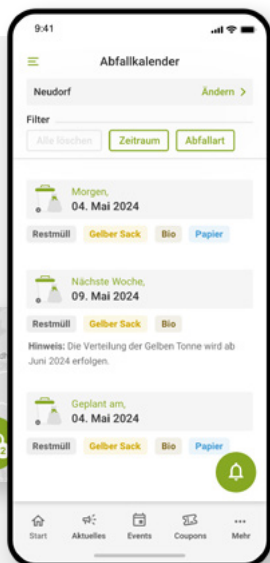 9:41
Abfallkalender
Neudorf Ändern >
Filter
Alle löschen Zeitraum Abfallart
Morgen,
04. Mai 2024
Restmüll Gelber Sack Bio Papier
Nächste Woche,
09. Mai 2024
Restmüll Gelber Sack Bio
Hinweis: Die Verteilung der Gelben Tonne wird ab
Juni 2024 erfolgen.
Geplant am,
04. Mai 2024
Restmüll Gelber Sack Bio Papier
Start Aktuelles Events Coupons Mehr